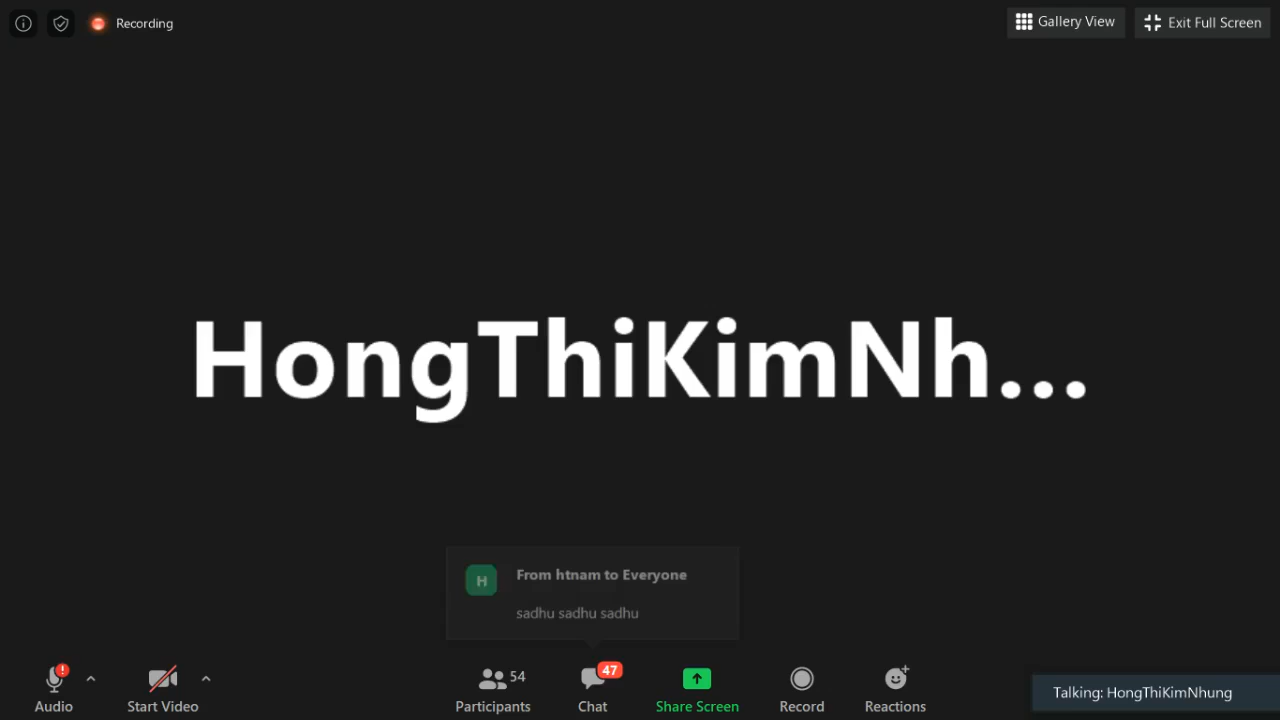 Recording
Gallery View
Exit Full Screen
HongThiKimNh...
H
From htnam to Everyone
sadhu sadhu sadhu
54
47
Audio
Start Video
Participants
Chat
Share Screen
Record
Reactions
Talking: HongThiKimNhung